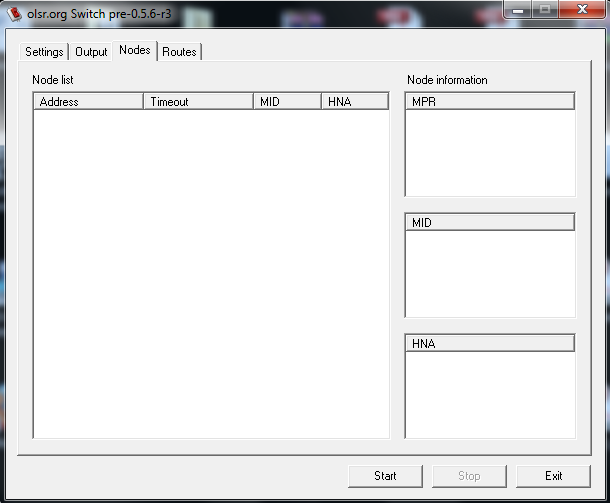 olsr.org Switch pre-0.5.6-r3
Settings Output Nodes Routes
Node list
Node information
Address Timeout MID HNA
MPR
MID
HNA
Start Stop Exit